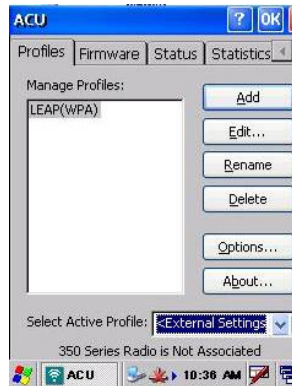 ACU ? OK
Profiles Firmware Status Statistics
Manage Profiles:
LEAP(WPA)
Add
Edit...
Rename
Delete
Options...
About...
Select Active Profile: <External Settings
350 Series Radio is Not Associated
ACU 10:36 AM